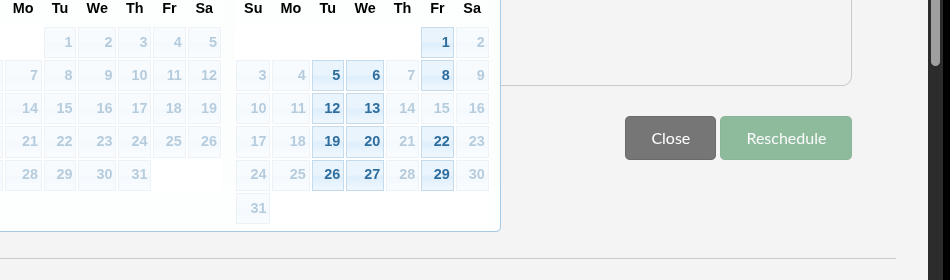 Mo Tu We Th Fr Sa Su Mo Tu We Th Fr Sa
1 2 3 4 5 1 2
7 8 9 10 11 12 3 4 5 6 7 8 9
14 15 16 17 18 19 10 11 12 13 14 15 16
Close Reschedule
21 22 23 24 25 26 17 18 19 20 21 22 23
28 29 30 31 24 25 26 27 28 29 30
31